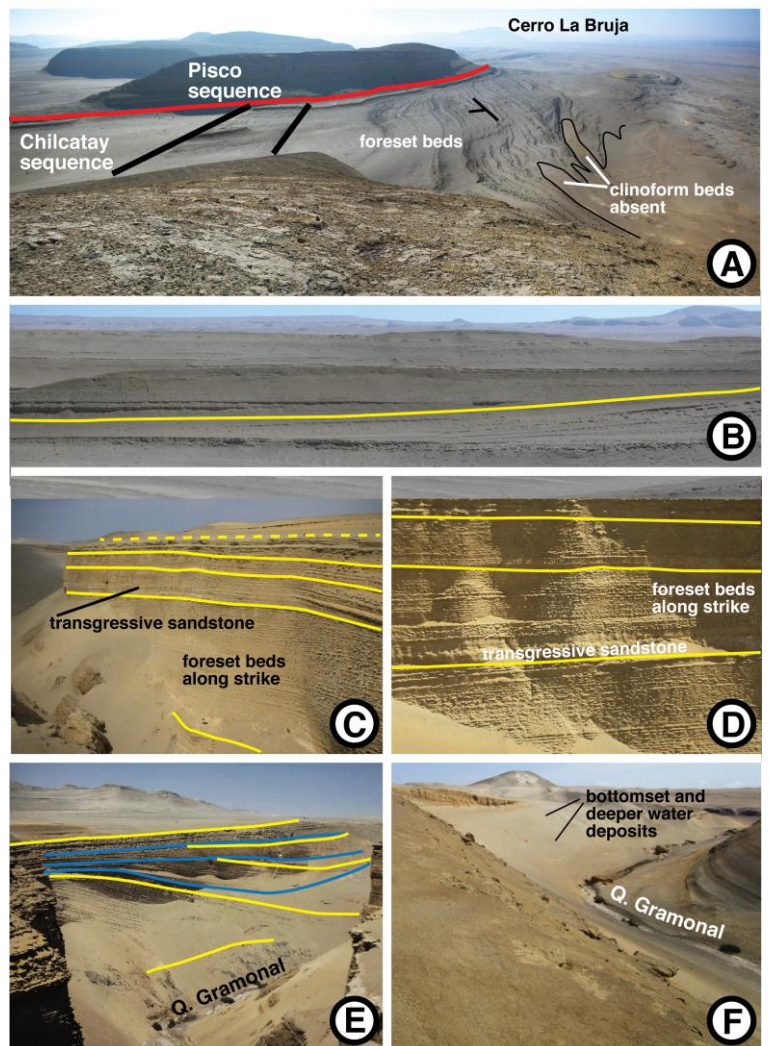 Cerro La Bruja
Pisco
sequence
Chilcatay
sequence
foreset beds
clinoform beds
absent
A
B
transgressive sandstone
foreset beds
along strike
C
foreset beds
along strike
transgressive sandstone
D
Q. Gramonal
E
bottomset and
deeper water
deposits
Q. Gramonal
F